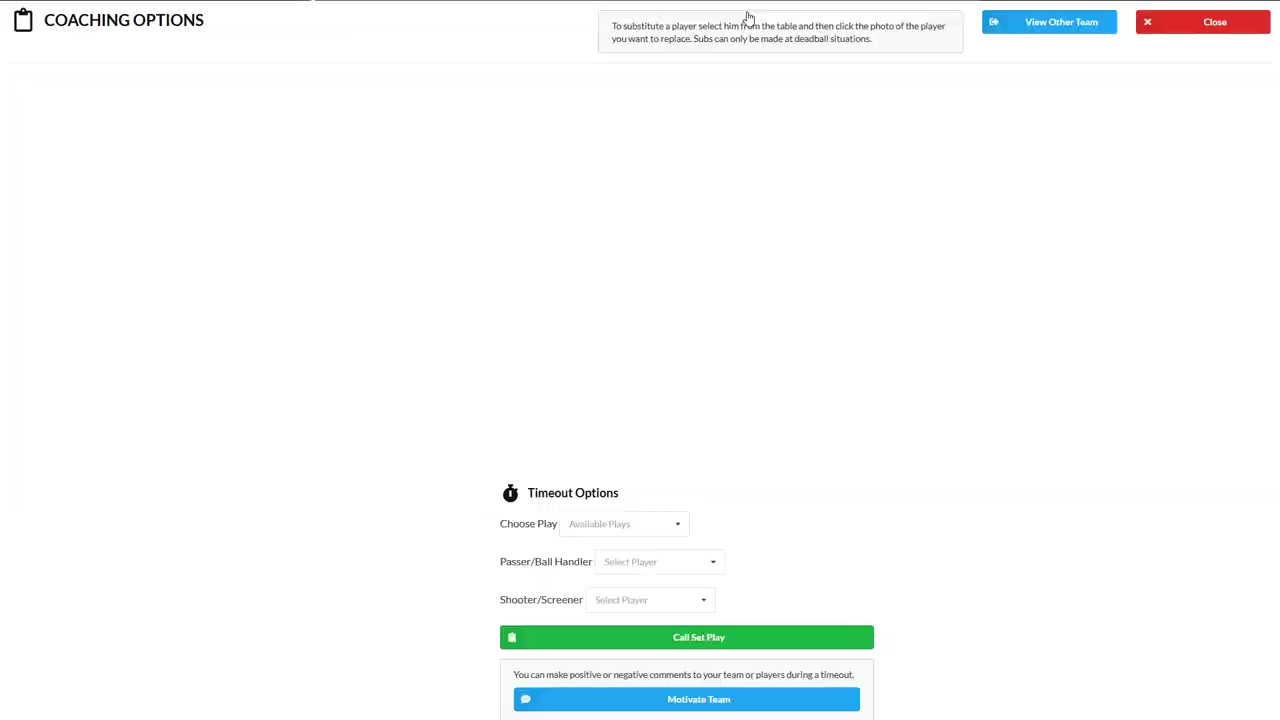 COACHING OPTIONS
To substitute a player select him from the table and then click the photo of the player
you want to replace. Subs can only be made at deadball situations.
View Other Team
Close
Timeout Options
Choose Play
Available Plays
Passer/Ball Handler
Select Player
Shooter/Screener
Select Player
Call Set Play
You can make positive or negative comments to your team or players during a timeout.
Motivate Team